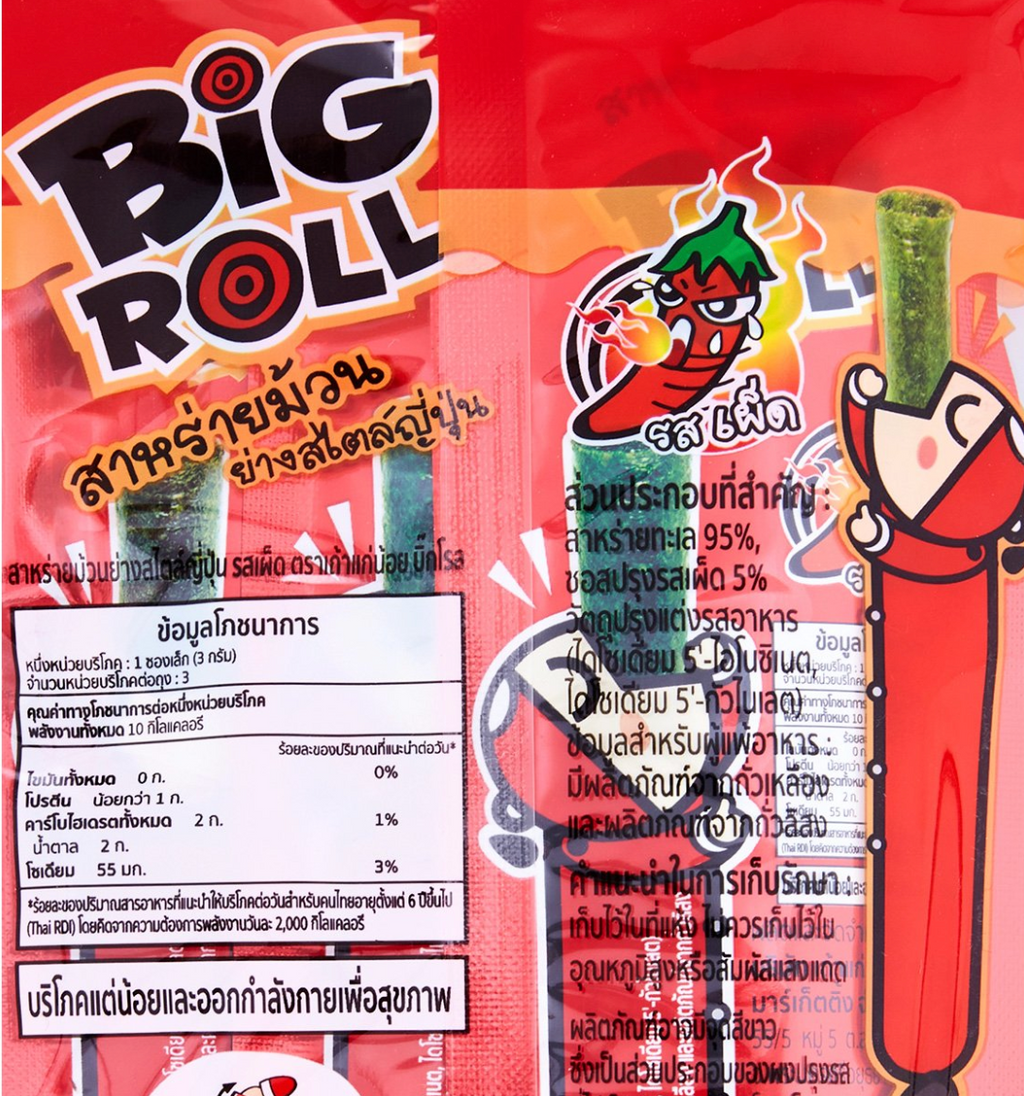 BiG
ROLL
สาหร่ายม้วน
ย่างสไตล์ญี่ปุ่น
สาหร่ายม้วนย่างสไตล์ญี่ปุ่น รสเผ็ด ตราเถ้าแก่น้อย บิ๊กโรล
ข้อมูลโภชนาการ
หนึ่งหน่วยบริโภค : 1 ซองเล็ก (3 กรัม)
จำนวนหน่วยบริโภคต่อถุง : 3
คุณค่าทางโภชนาการต่อหนึ่งหน่วยบริโภค
พลังงานทั้งหมด 10 กิโลแคลอรี
ร้อยละของปริมาณที่แนะนำต่อวัน*
ไขมันทั้งหมด 0 ก. 0%
โปรตีน น้อยกว่า 1 ก.
คาร์โบไฮเดรตทั้งหมด 2 ก. 1%
น้ำตาล 2 ก.
โซเดียม 55 มก. 3%
*ร้อยละของปริมาณสารอาหารที่แนะนำให้บริโภคต่อวันสำหรับคนไทยอายุตั้งแต่ 6 ปีขึ้นไป
(Thai RDI) โดยคิดจากความต้องการพลังงานวันละ 2,000 กิโลแคลอรี
บริโภคแต่น้อยและออกกำลังกายเพื่อสุขภาพ
รสเผ็ด
ส่วนประกอบที่สำคัญ :
สาหร่ายทะเล 95%,
ซอสปรุงรสเผ็ด 5%
วัตถุปรุงแต่งรสอาหาร
(ไดโซเดียม 5'-ไอโนซิเนต,
ไดโซเดียม 5'-กัวไนเลต)
ข้อมูลสำหรับผู้แพ้อาหาร :
มีผลิตภัณฑ์จากถั่วเหลือง
และผลิตภัณฑ์จากถั่วลิสง
คำแนะนำในการเก็บรักษา :
เก็บไว้ในที่แห้ง ไม่ควรเก็บไว้ใน
อุณหภูมิสูงหรือสัมผัสแสงแดด
ผลิตภัณฑ์อาจมีจุดสีขาว
ซึ่งเป็นส่วนประกอบของผงปรุงรส